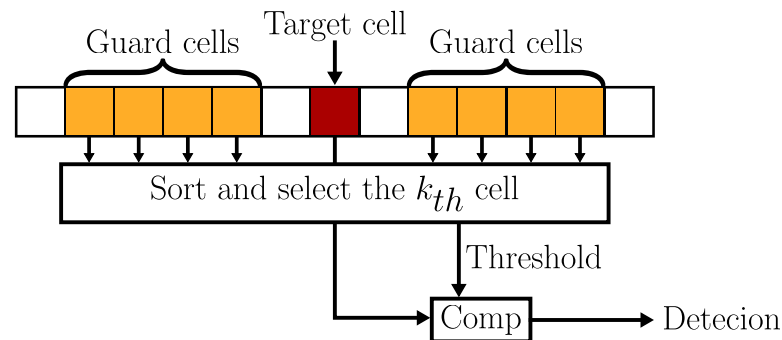 Target cell
Guard cells
Guard cells
Sort and select the k_th cell
Threshold
Comp
Detecion